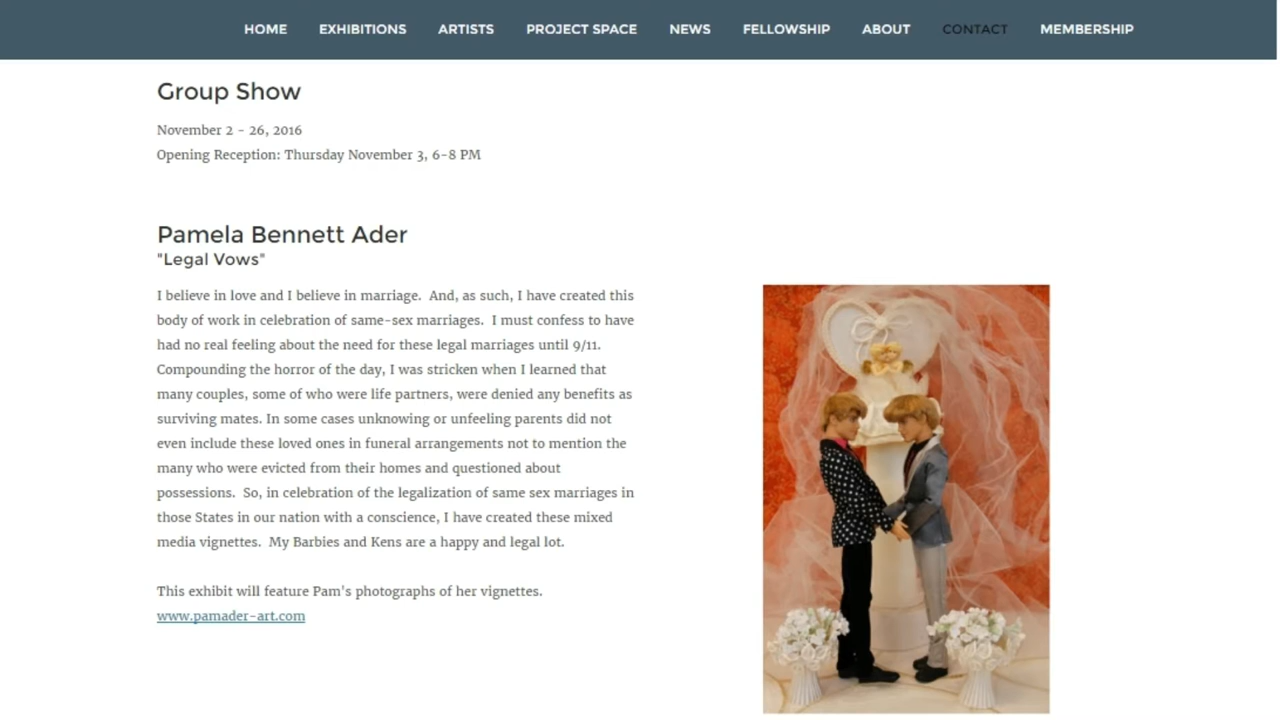 HOME EXHIBITIONS ARTISTS PROJECT SPACE NEWS FELLOWSHIP ABOUT CONTACT MEMBERSHIP
Group Show
November 2 - 26, 2016
Opening Reception: Thursday November 3, 6-8 PM
Pamela Bennett Ader
"Legal Vows"
I believe in love and I believe in marriage.  And, as such, I have created this
body of work in celebration of same-sex marriages.  I must confess to have
had no real feeling about the need for these legal marriages until 9/11.
Compounding the horror of the day, I was stricken when I learned that
many couples, some of who were life partners, were denied any benefits as
surviving mates. In some cases unknowing or unfeeling parents did not
even include these loved ones in funeral arrangements not to mention the
many who were evicted from their homes and questioned about
possessions.  So, in celebration of the legalization of same sex marriages in
those States in our nation with a conscience, I have created these mixed
media vignettes.  My Barbies and Kens are a happy and legal lot.
This exhibit will feature Pam's photographs of her vignettes.
www.pamader-art.com